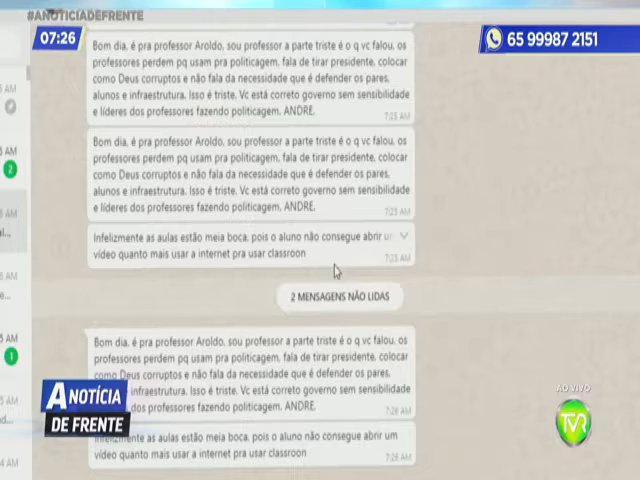 #ANOTICIADEFRENTE
07:26
65 99987 2151
Bom dia, é pra professor Aroldo, sou professor a parte triste é o q vc falou, os
professores perdem pq usam pra politicagem, fala de tirar presidente, colocar
como Deus corruptos e não fala da necessidade que é defender os pares,
alunos e infraestrutura. Isso é triste. Vc está correto governo sem sensibilidade
e líderes dos professores fazendo politicagem, ANDRE.
7:25 AM
Bom dia, é pra professor Aroldo, sou professor a parte triste é o q vc falou, os
professores perdem pq usam pra politicagem, fala de tirar presidente, colocar
como Deus corruptos e não fala da necessidade que é defender os pares,
alunos e infraestrutura. Isso é triste. Vc está correto governo sem sensibilidade
e líderes dos professores fazendo politicagem, ANDRE.
7:25 AM
Infelizmente as aulas estão meia boca, pois o aluno não consegue abrir
vídeo quanto mais usar a internet pra usar classroon
7:25 AM
2 MENSAGENS NÃO LIDAS
Bom dia, é pra professor Aroldo, sou professor a parte triste é o q vc falou, os
professores perdem pq usam pra politicagem, fala de tirar presidente, colocar
como Deus corruptos e não fala da necessidade que é defender os pares,
infraestrutura. Isso é triste. Vc está correto governo sem sensibilidade
dos professores fazendo politicagem, ANDRE.
7:26 AM
Infelizmente as aulas estão meia boca, pois o aluno não consegue abrir um
vídeo quanto mais usar a internet pra usar classroon
7:26 AM
A NOTÍCIA
DE FRENTE
AO VIVO
TVR